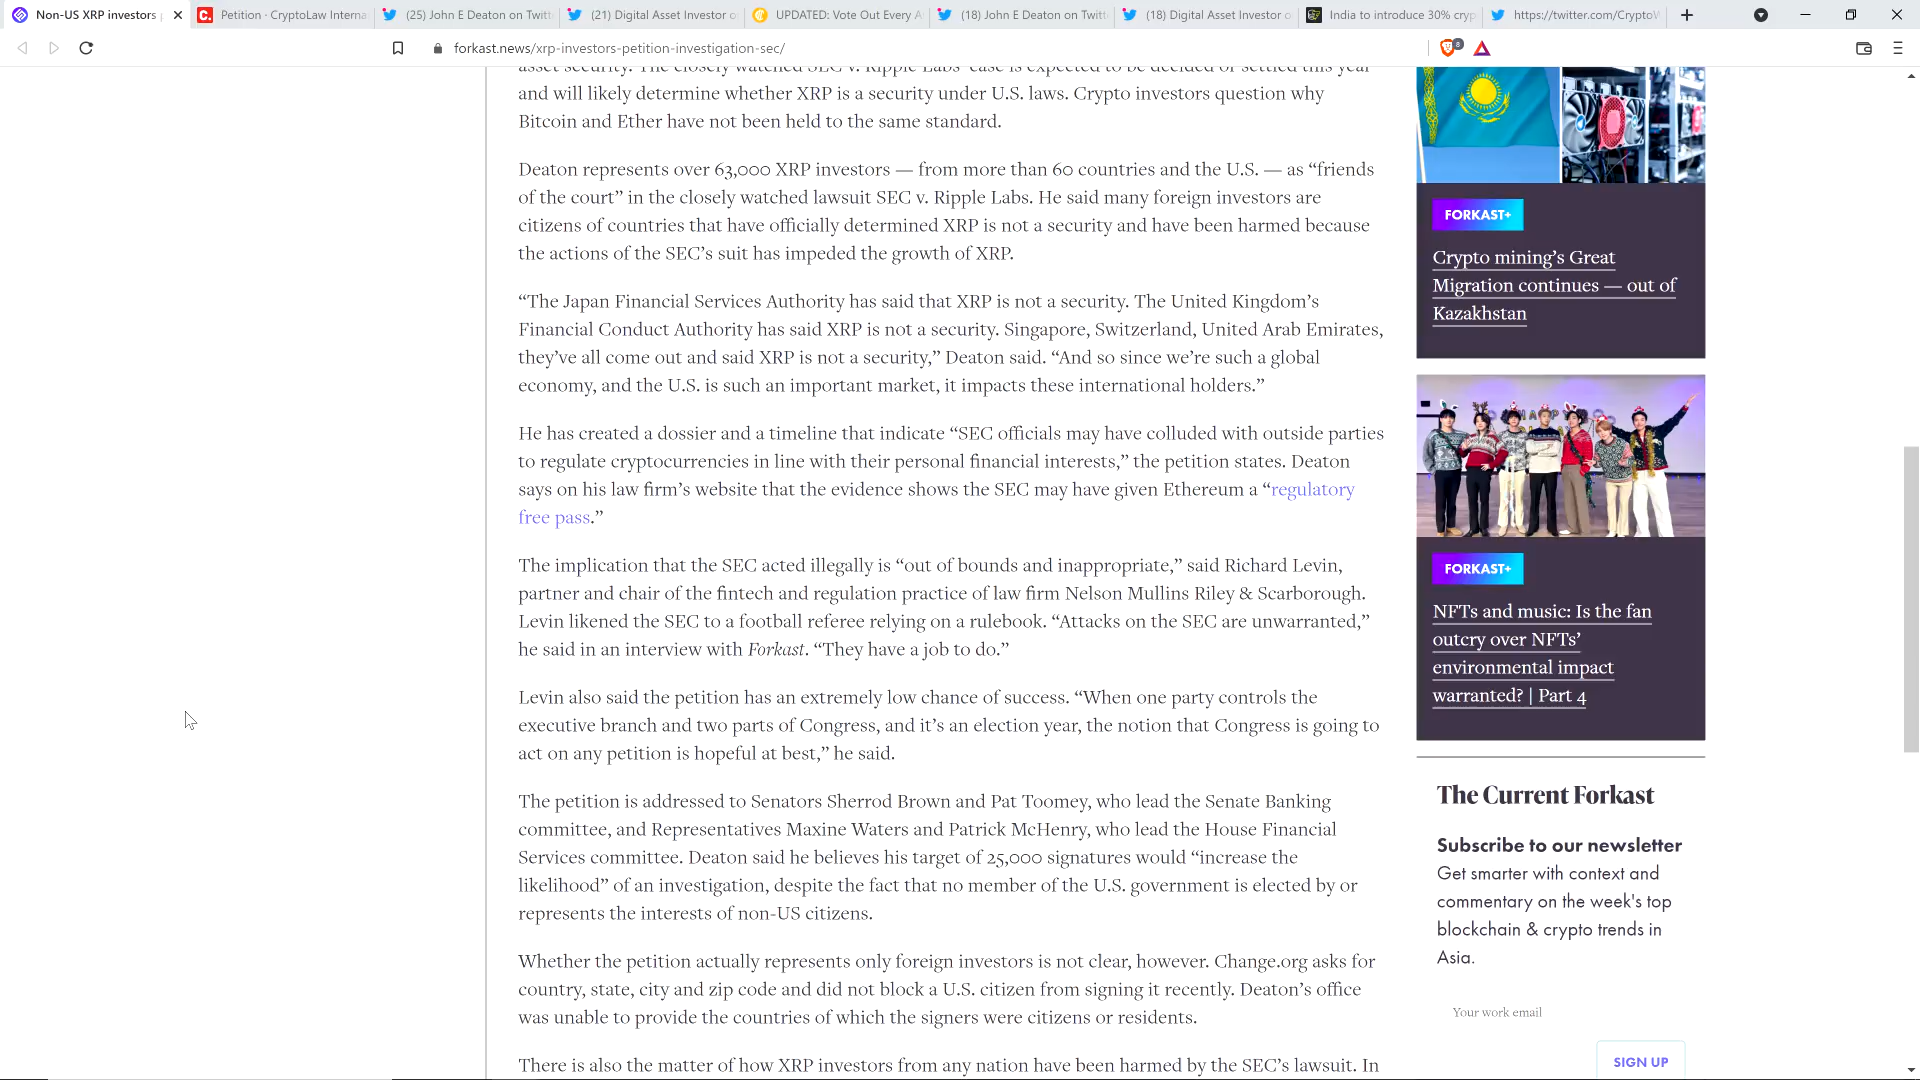 Non-US XRP investors
Petition · CryptoLaw Interna
(25) John E Deaton on Twitt
(21) Digital Asset Investor o
UPDATED: Vote Out Every A
(18) John E Deaton on Twitt
(18) Digital Asset Investor o
India to introduce 30% cryp
https://twitter.com/CryptoW
forkast.news/xrp-investors-petition-investigation-sec/
8
asset security. The closely watched SEC v. Ripple Labs case is expected to be decided or settled this year
and will likely determine whether XRP is a security under U.S. laws. Crypto investors question why
Bitcoin and Ether have not been held to the same standard.
Deaton represents over 63,000 XRP investors — from more than 60 countries and the U.S. — as “friends
of the court” in the closely watched lawsuit SEC v. Ripple Labs. He said many foreign investors are
citizens of countries that have officially determined XRP is not a security and have been harmed because
the actions of the SEC’s suit has impeded the growth of XRP.
“The Japan Financial Services Authority has said that XRP is not a security. The United Kingdom’s
Financial Conduct Authority has said XRP is not a security. Singapore, Switzerland, United Arab Emirates,
they’ve all come out and said XRP is not a security,” Deaton said. “And so since we’re such a global
economy, and the U.S. is such an important market, it impacts these international holders.”
He has created a dossier and a timeline that indicate “SEC officials may have colluded with outside parties
to regulate cryptocurrencies in line with their personal financial interests,” the petition states. Deaton
says on his law firm’s website that the evidence shows the SEC may have given Ethereum a “regulatory
free pass.”
The implication that the SEC acted illegally is “out of bounds and inappropriate,” said Richard Levin,
partner and chair of the fintech and regulation practice of law firm Nelson Mullins Riley & Scarborough.
Levin likened the SEC to a football referee relying on a rulebook. “Attacks on the SEC are unwarranted,”
he said in an interview with Forkast. “They have a job to do.”
Levin also said the petition has an extremely low chance of success. “When one party controls the
executive branch and two parts of Congress, and it’s an election year, the notion that Congress is going to
act on any petition is hopeful at best,” he said.
The petition is addressed to Senators Sherrod Brown and Pat Toomey, who lead the Senate Banking
committee, and Representatives Maxine Waters and Patrick McHenry, who lead the House Financial
Services committee. Deaton said he believes his target of 25,000 signatures would “increase the
likelihood” of an investigation, despite the fact that no member of the U.S. government is elected by or
represents the interests of non-US citizens.
Whether the petition actually represents only foreign investors is not clear, however. Change.org asks for
country, state, city and zip code and did not block a U.S. citizen from signing it recently. Deaton’s office
was unable to provide the countries of which the signers were citizens or residents.
There is also the matter of how XRP investors from any nation have been harmed by the SEC’s lawsuit. In
FORKAST+
Crypto mining’s Great
Migration continues — out of
Kazakhstan
FORKAST+
NFTs and music: Is the fan
outcry over NFTs’
environmental impact
warranted? | Part 4
The Current Forkast
Subscribe to our newsletter
Get smarter with context and
commentary on the week's top
blockchain & crypto trends in
Asia.
Your work email
SIGN UP